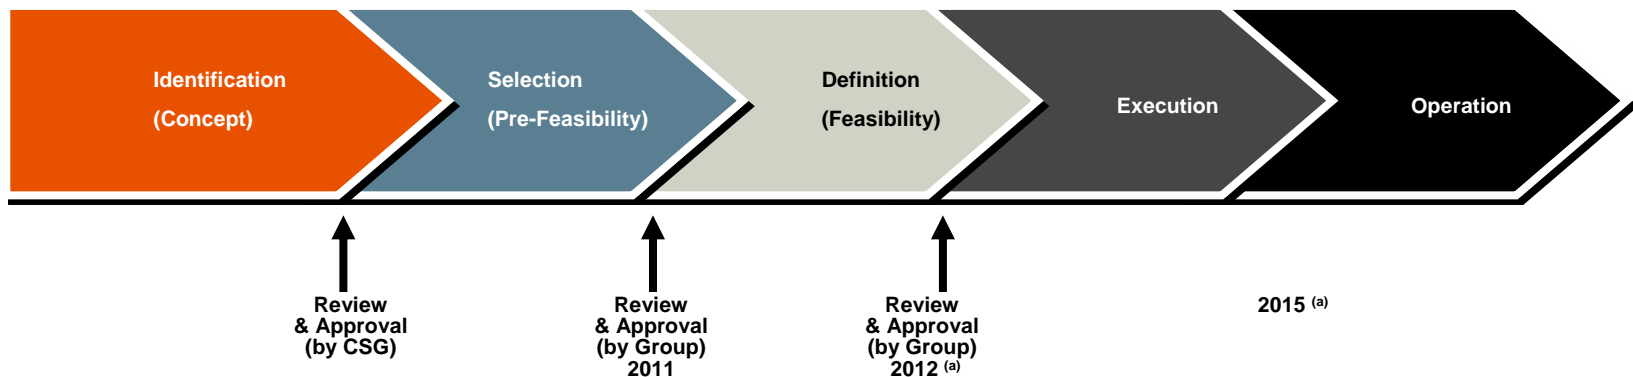 Identification
(Concept)
Selection
(Pre-Feasibility)
Definition
(Feasibility)
Execution
Operation
Review
& Approval
(by CSG)
Review
& Approval
(by Group)
2011
Review
& Approval
(by Group)
2012 (a)
2015 (a)